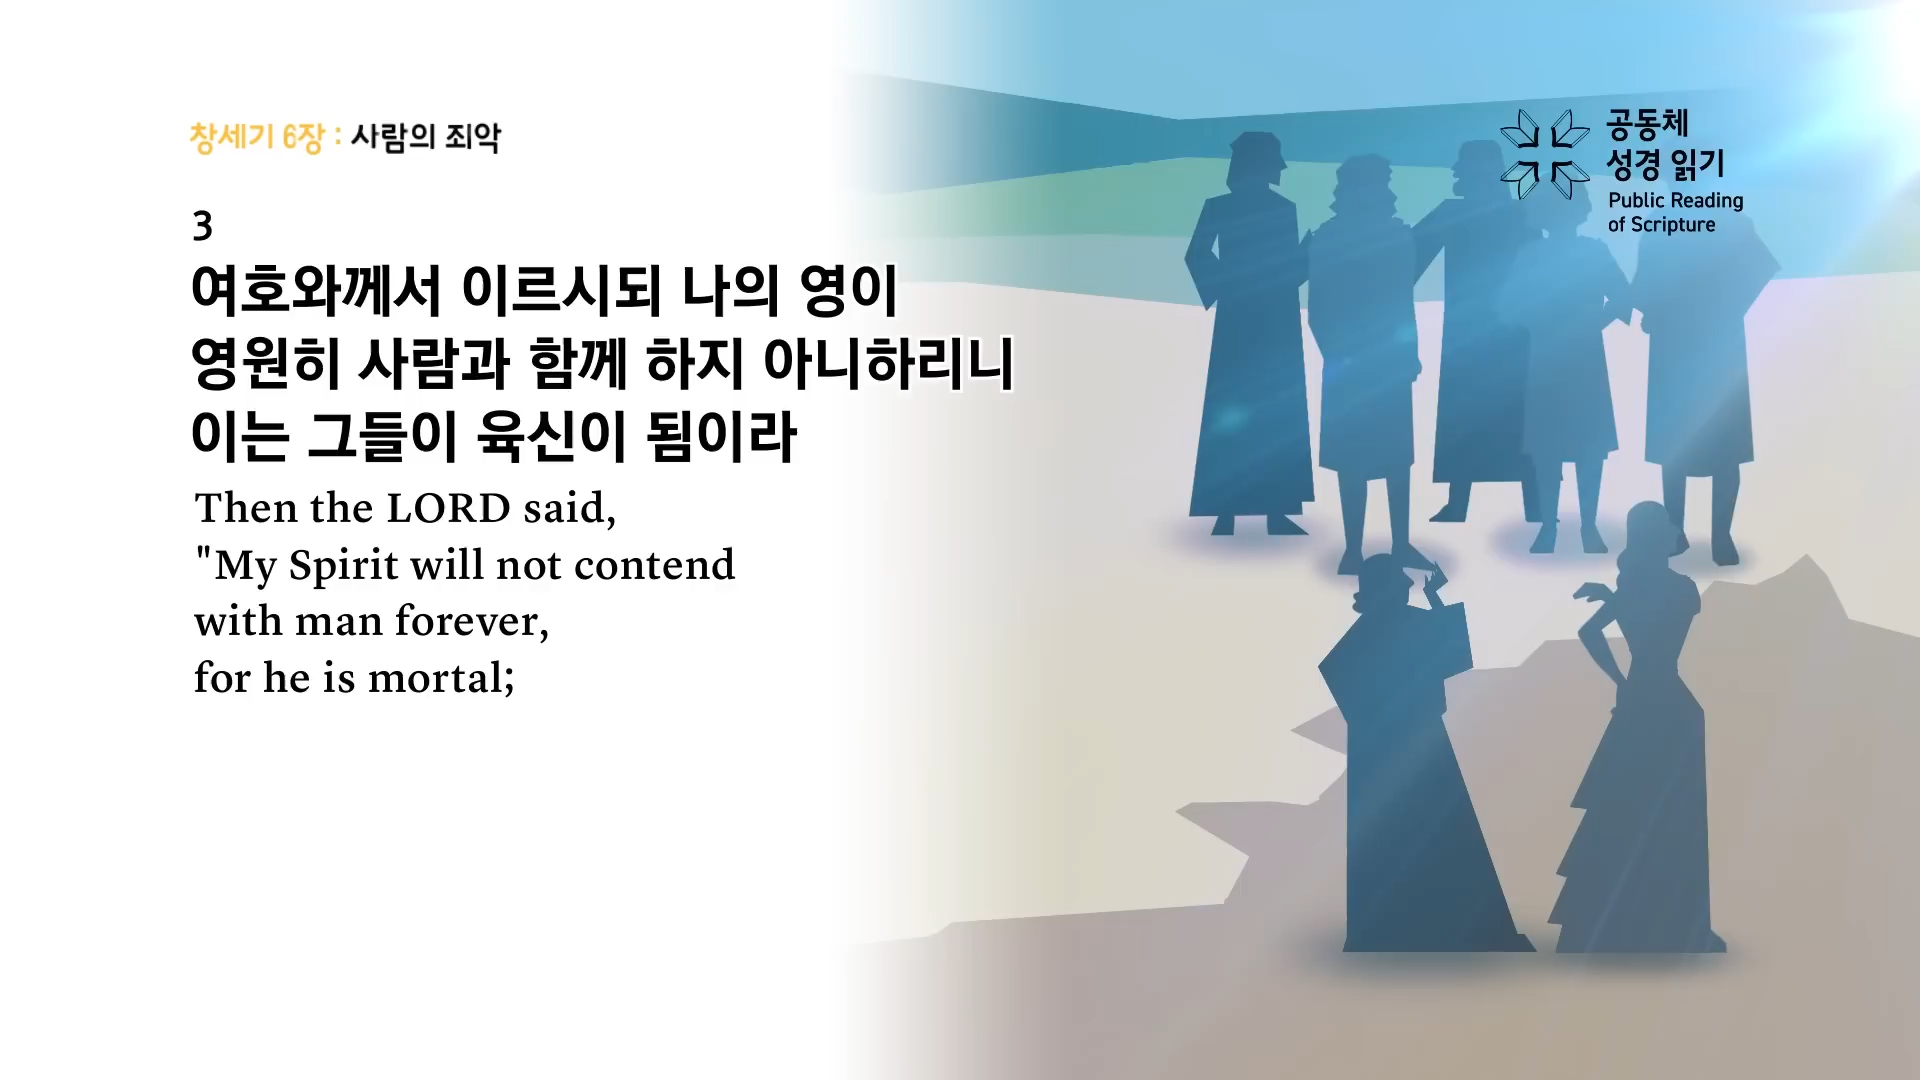 창세기 6장 : 사람의 죄악
3
여호와께서 이르시되 나의 영이
영원히 사람과 함께 하지 아니하리니
이는 그들이 육신이 됨이라
Then the LORD said,
"My Spirit will not contend
with man forever,
for he is mortal;
공동체
성경 읽기
Public Reading
of Scripture